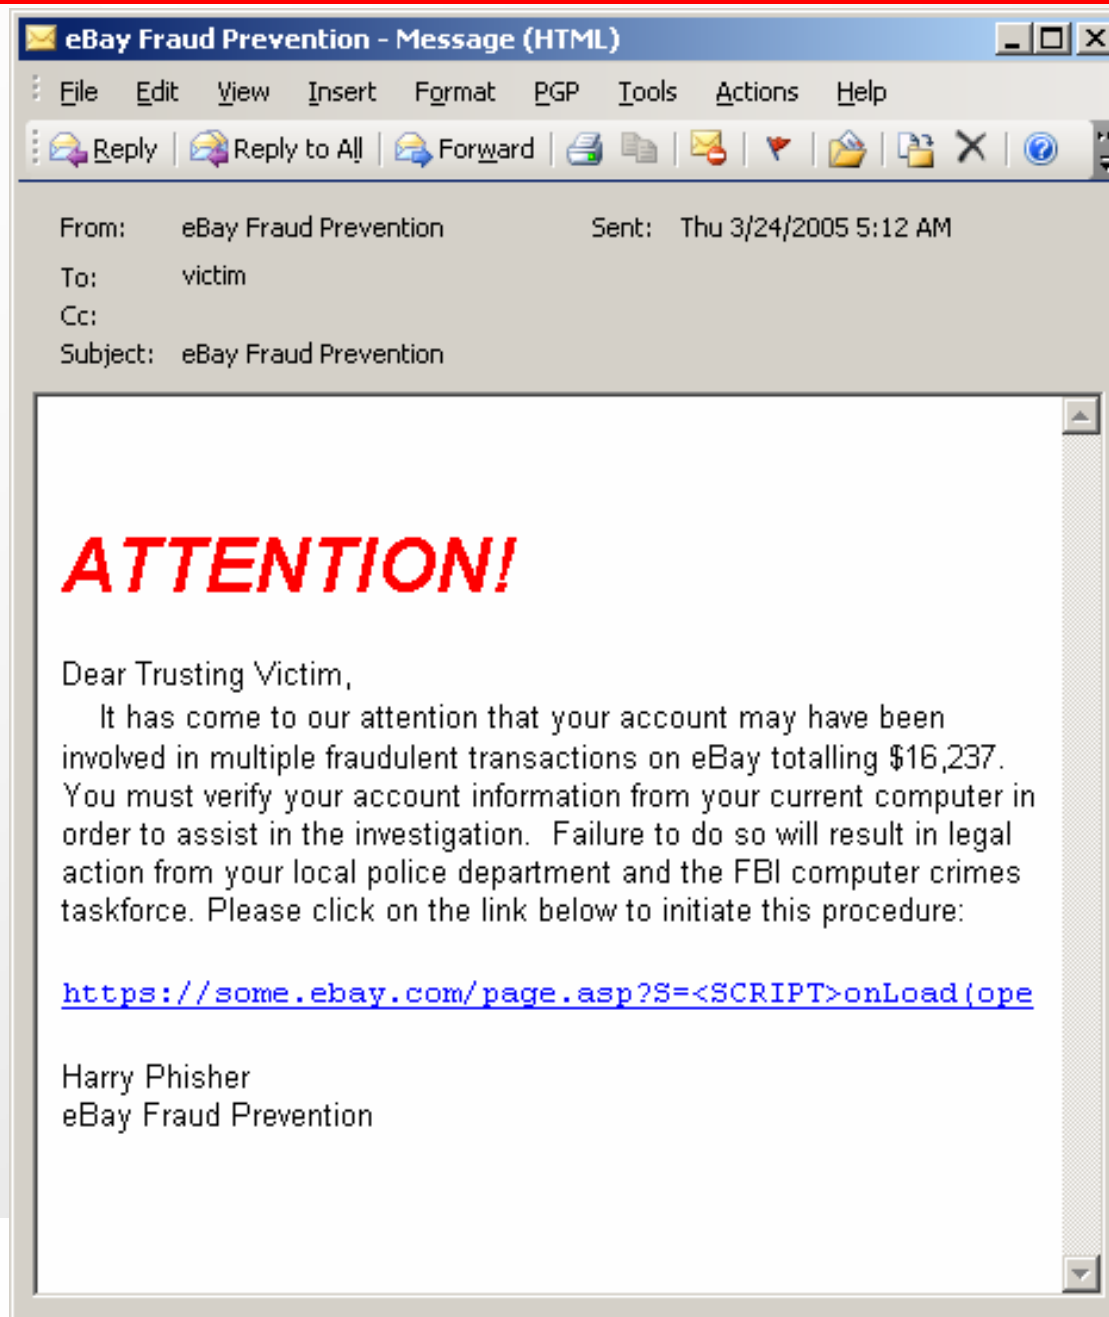 eBay Fraud Prevention - Message (HTML)
File Edit View Insert Format PGP Tools Actions Help
Reply Reply to All Forward
From: eBay Fraud Prevention Sent: Thu 3/24/2005 5:12 AM
To: victim
Cc:
Subject: eBay Fraud Prevention
ATTENTION!
Dear Trusting Victim,
It has come to our attention that your account may have been
involved in multiple fraudulent transactions on eBay totalling $16,237.
You must verify your account information from your current computer in
order to assist in the investigation. Failure to do so will result in legal
action from your local police department and the FBI computer crimes
taskforce. Please click on the link below to initiate this procedure:
https://some.ebay.com/page.asp?S=<SCRIPT>onLoad(ope
Harry Phisher
eBay Fraud Prevention